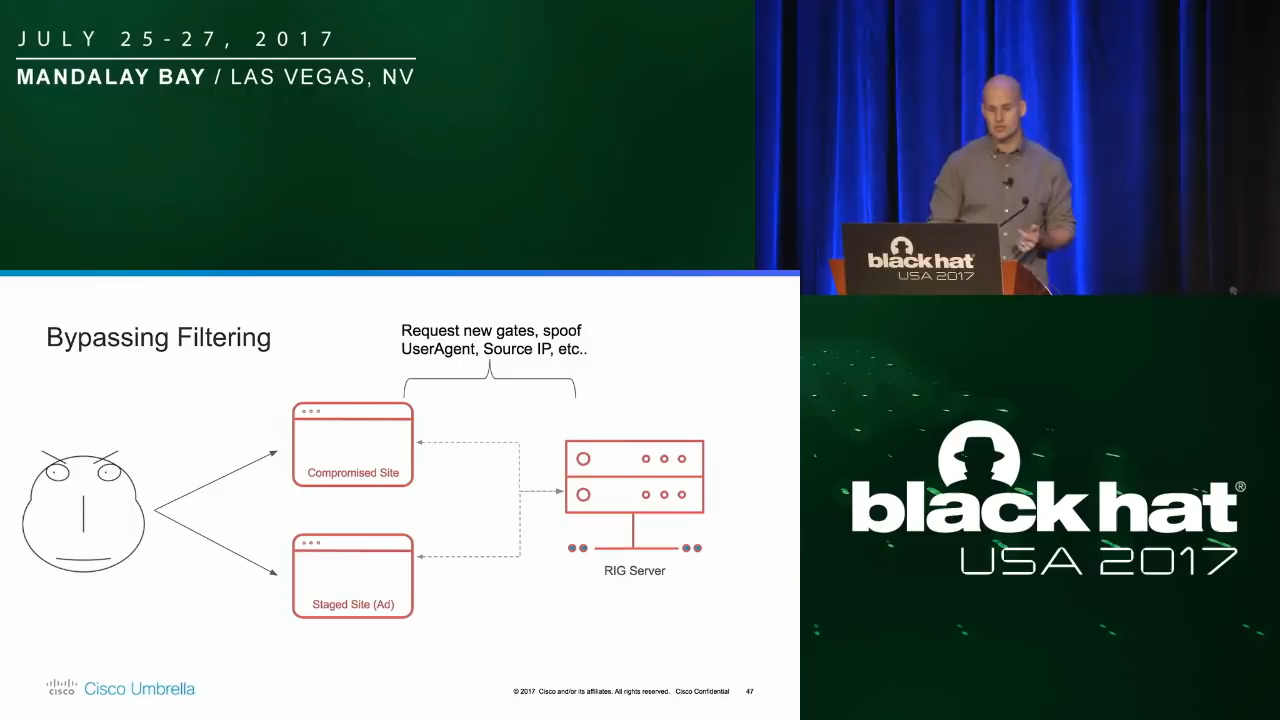 JULY 25-27, 2017
MANDALAY BAY / LAS VEGAS, NV
black hat
USA 2017
Bypassing Filtering
Request new gates, spoof
UserAgent, Source IP, etc..
Compromised Site
Staged Site (Ad)
RIG Server
black hat®
USA 2017
cisco Cisco Umbrella
© 2017 Cisco and/or its affiliates. All rights reserved. Cisco Confidential 47